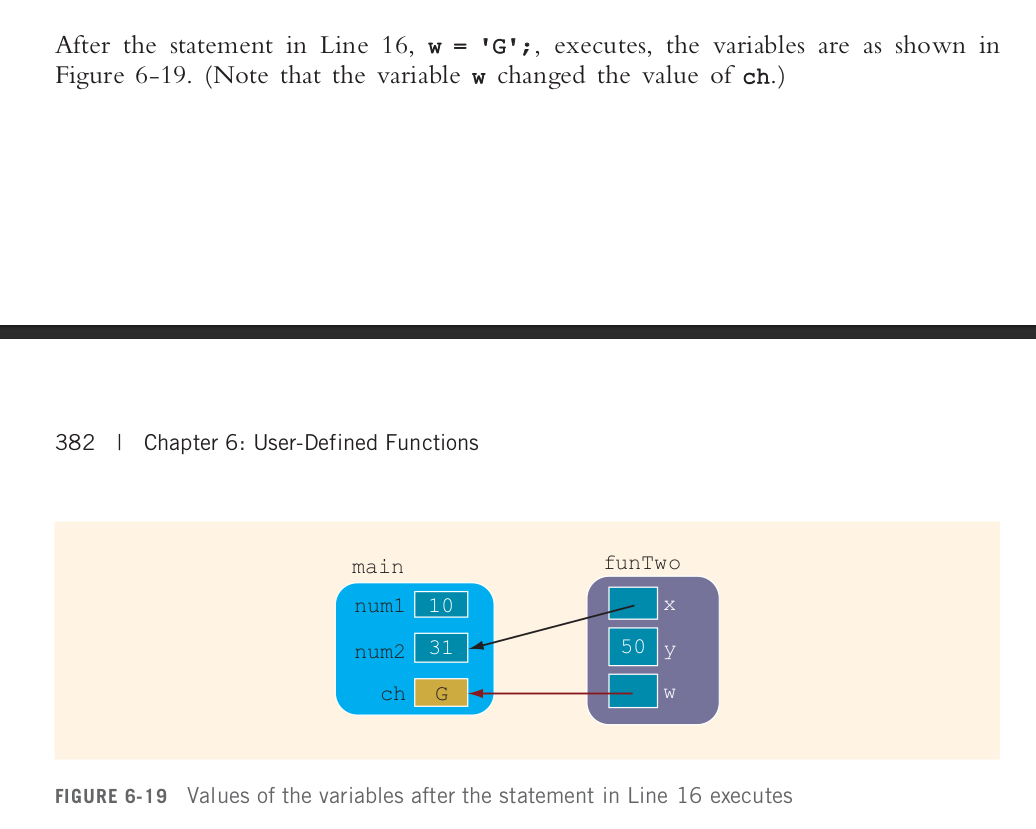 After the statement in Line 16, w = 'G';, executes, the variables are as shown in
Figure 6-19. (Note that the variable w changed the value of ch.)
382 | Chapter 6: User-Defined Functions
main
funTwo
num1 10
x
num2 31
50 y
ch G
w
FIGURE 6-19 Values of the variables after the statement in Line 16 executes